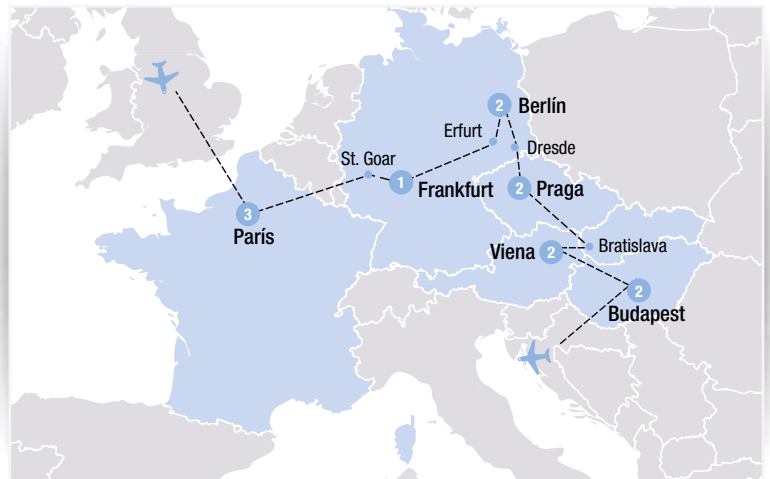 2 Berlín
Erfurt
Dresde
St. Goar
1 Frankfurt
2 Praga
3
París
Viena 2
Bratislava
2
Budapest